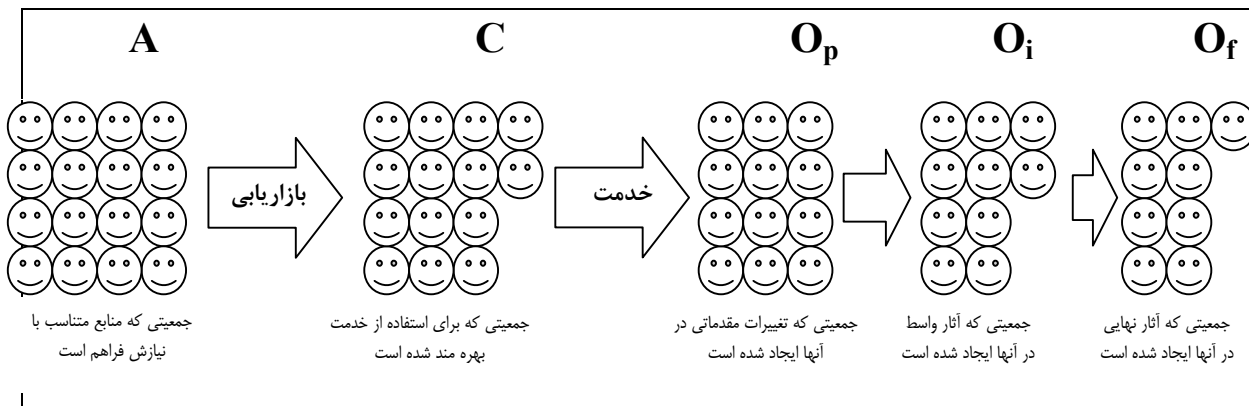 A
C
Op
Oi
Of
بازاریابی
خدمت
جمعیتی که منابع متناسب با
نیازش فراهم است
جمعیتی که برای استفاده از خدمت
بهره مند شده است
جمعیتی که تغییرات مقدماتی در
آنها ایجاد شده است
جمعیتی که آثار واسط
در آنها ایجاد شده است
جمعیتی که آثار نهایی
در آنها ایجاد شده است